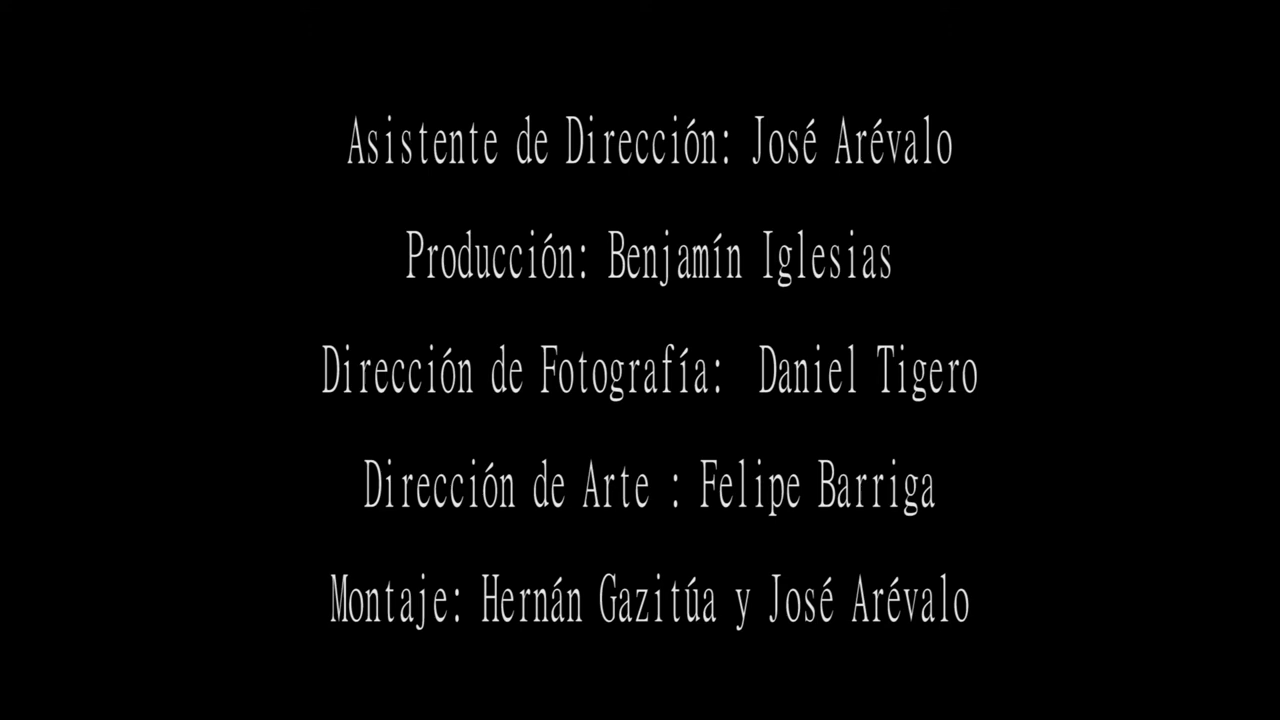 Asistente de Dirección: José Arévalo
Producción: Benjamín Iglesias
Dirección de Fotografía:  Daniel Tigero
Dirección de Arte : Felipe Barriga
Montaje: Hernán Gazitúa y José Arévalo